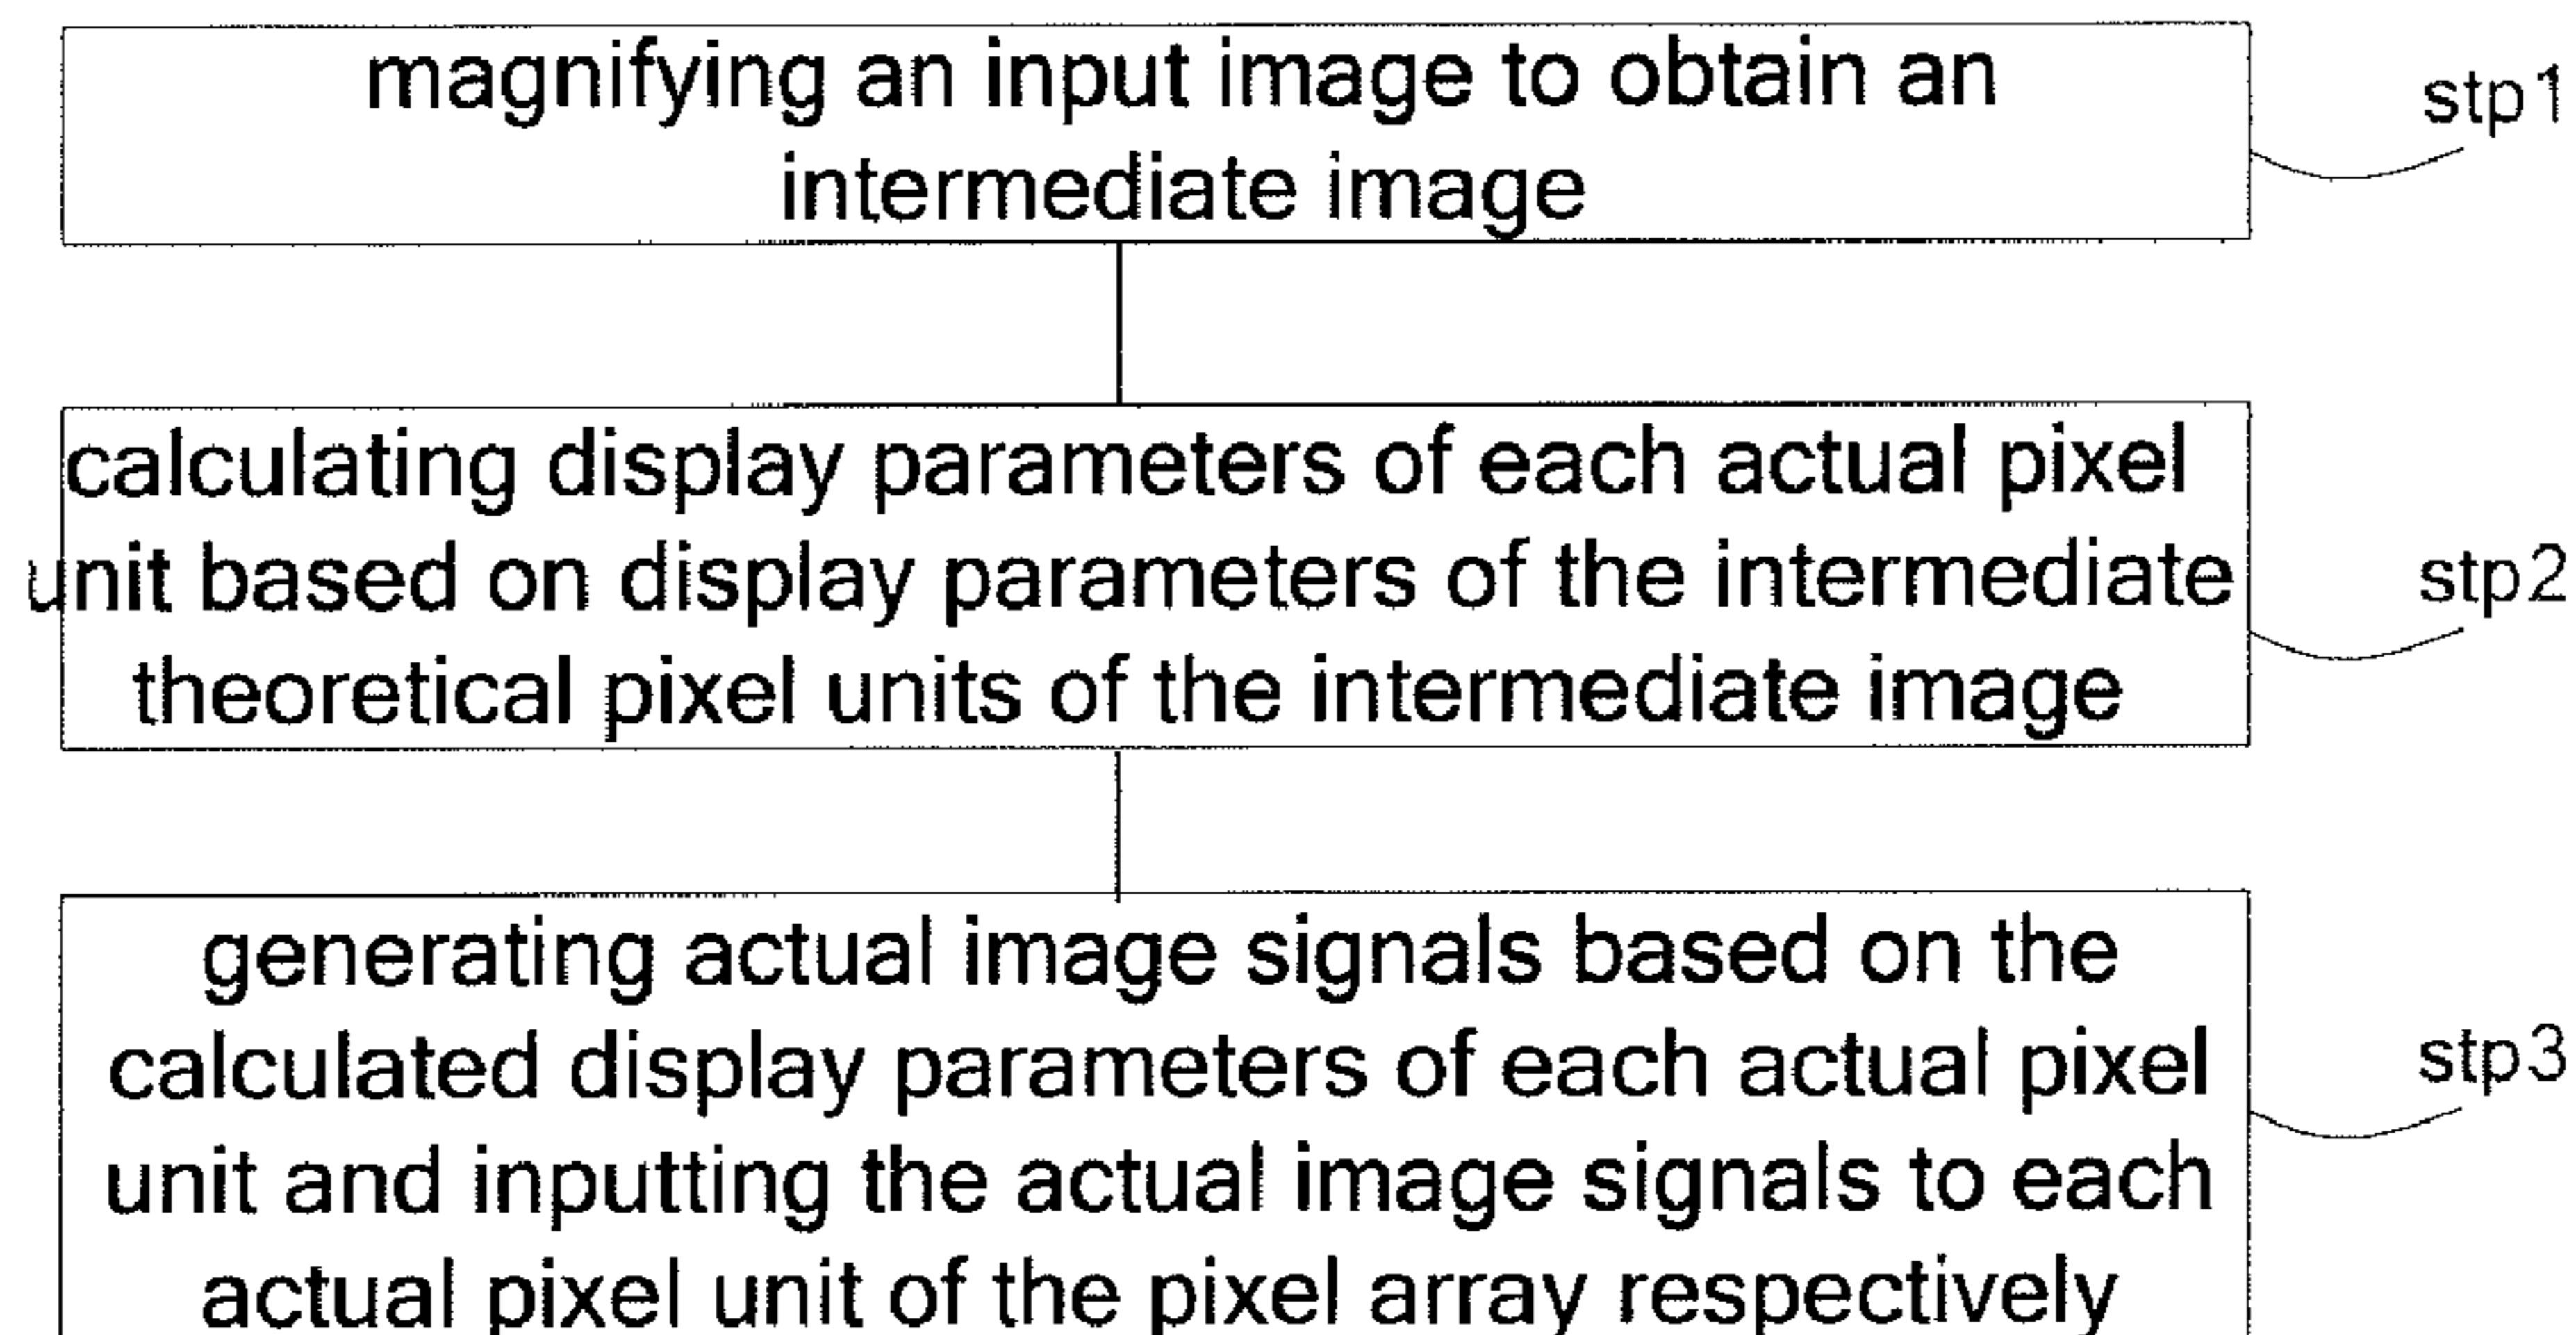 magnifying an input image to obtain an
intermediate image
stp1
calculating display parameters of each actual pixel
unit based on display parameters of the intermediate
theoretical pixel units of the intermediate image
stp2
generating actual image signals based on the
calculated display parameters of each actual pixel
unit and inputting the actual image signals to each
actual pixel unit of the pixel array respectively
stp3